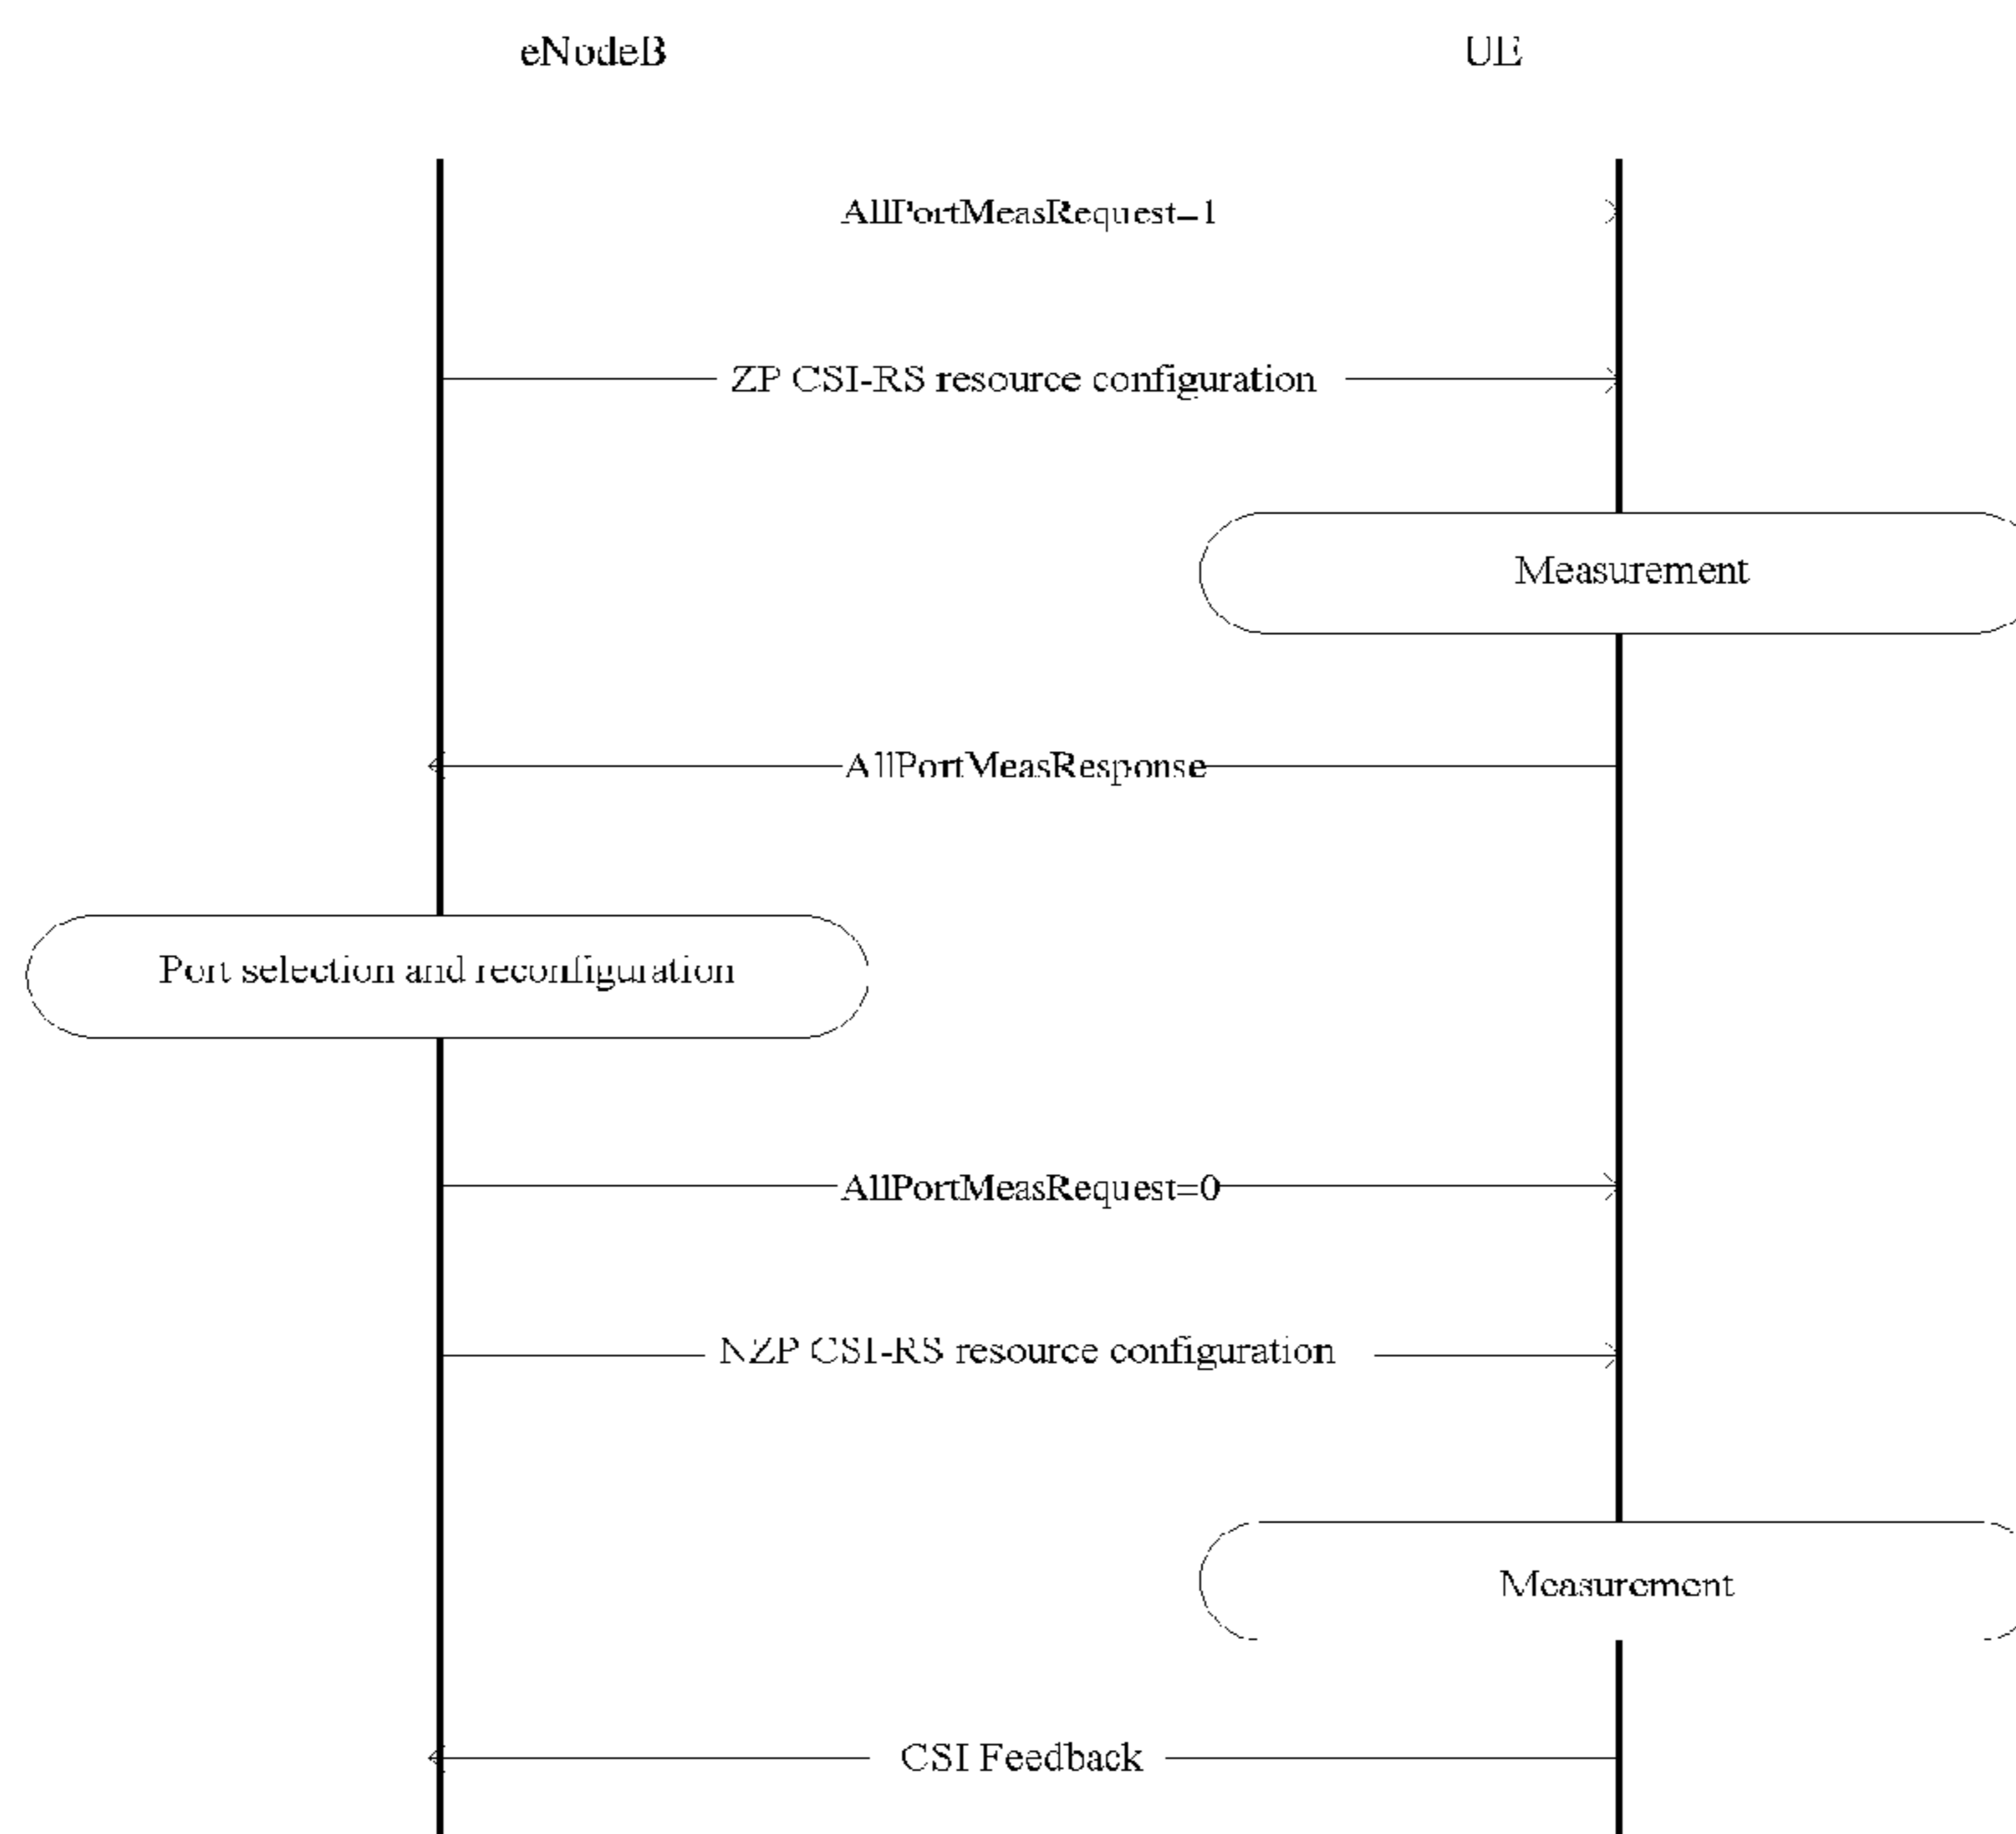 eNodeB
UE
AllPortMeasRequest=1
ZP CSI-RS resource configuration
Measurement
AllPortMeasResponse
Port selection and reconfiguration
AllPortMeasRequest=0
NZP CSI-RS resource configuration
Measurement
CSI Feedback